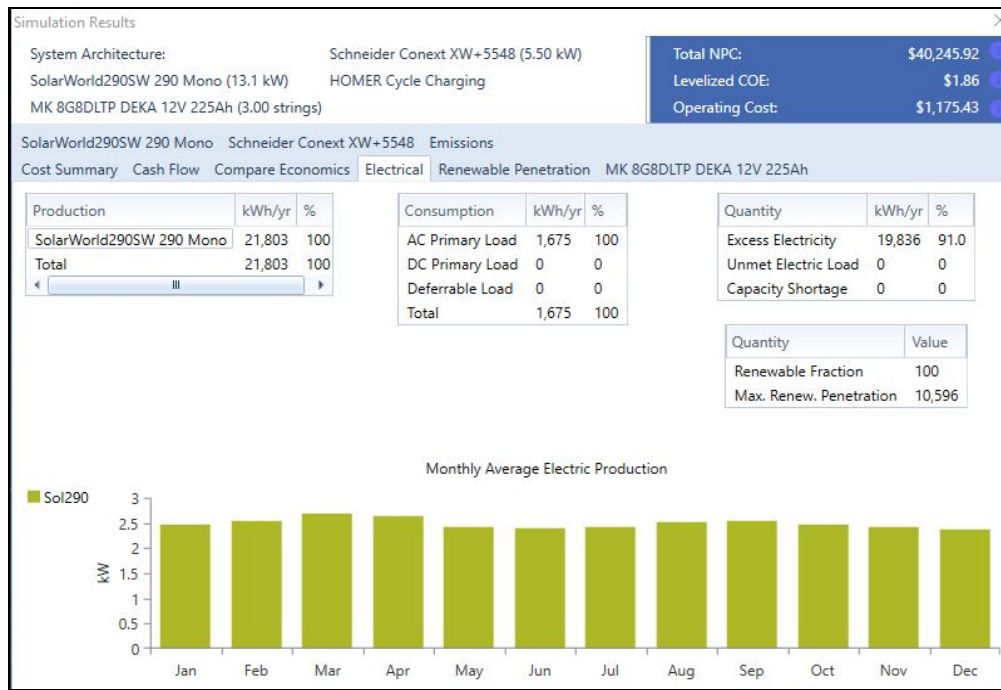 Simulation Results
System Architecture: Schneider Conext XW+5548 (5.50 kW)
SolarWorld290SW 290 Mono (13.1 kW) HOMER Cycle Charging
MK 8G8DLTP DEKA 12V 225Ah (3.00 strings)
Total NPC: $40,245.92
Levelized COE: $1.86
Operating Cost: $1,175.43
SolarWorld290SW 290 Mono Schneider Conext XW+5548 Emissions
Cost Summary Cash Flow Compare Economics Electrical Renewable Penetration MK 8G8DLTP DEKA 12V 225Ah
Production kWh/yr %
SolarWorld290SW 290 Mono 21,803 100
Total 21,803 100
Consumption kWh/yr %
AC Primary Load 1,675 100
DC Primary Load 0 0
Deferrable Load 0 0
Total 1,675 100
Quantity kWh/yr %
Excess Electricity 19,836 91.0
Unmet Electric Load 0 0
Capacity Shortage 0 0
Quantity Value
Renewable Fraction 100
Max. Renew. Penetration 10,596
Monthly Average Electric Production
Sol290
kW
3
2.5
2
1.5
1
0.5
0
Jan Feb Mar Apr May Jun Jul Aug Sep Oct Nov Dec